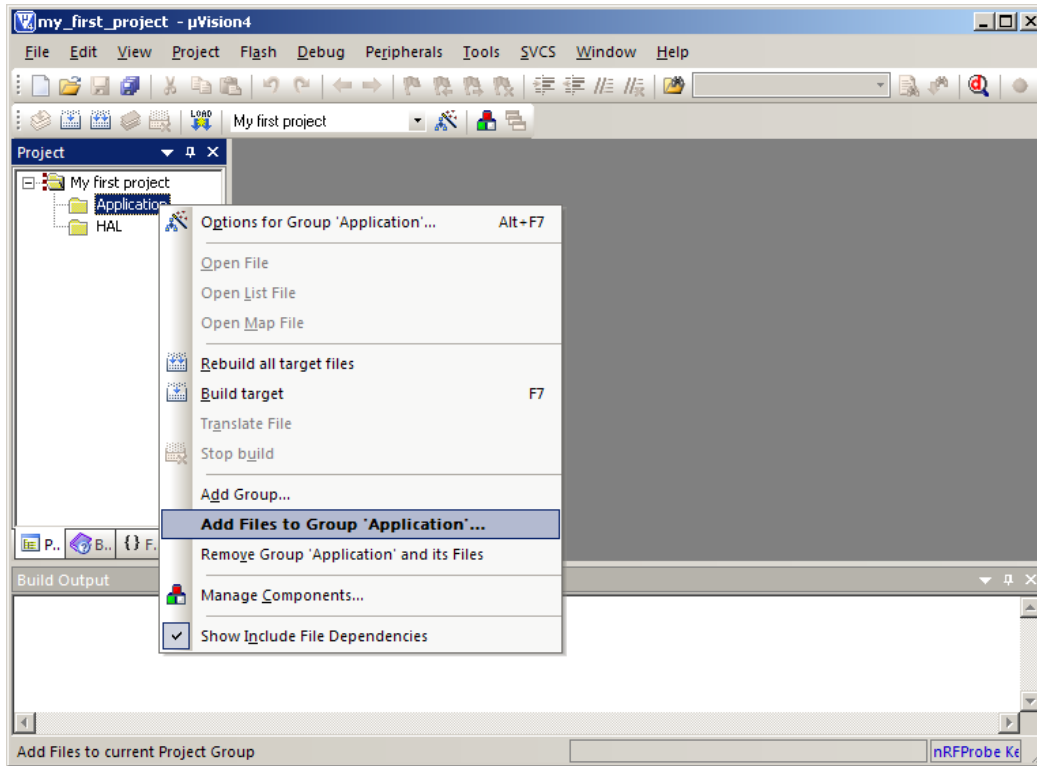 my_first_project - µVision4
File Edit View Project Flash Debug Peripherals Tools SVCS Window Help
LOAD My first project
Project
My first project
Application
HAL
Options for Group 'Application'... Alt+F7
Open File
Open List File
Open Map File
Rebuild all target files
Build target F7
Translate File
Stop build
Add Group...
Add Files to Group 'Application'...
Remove Group 'Application' and its Files
Manage Components...
Show Include File Dependencies
P.. B.. {} F.
Build Output
Add Files to current Project Group
nRFProbe Ke